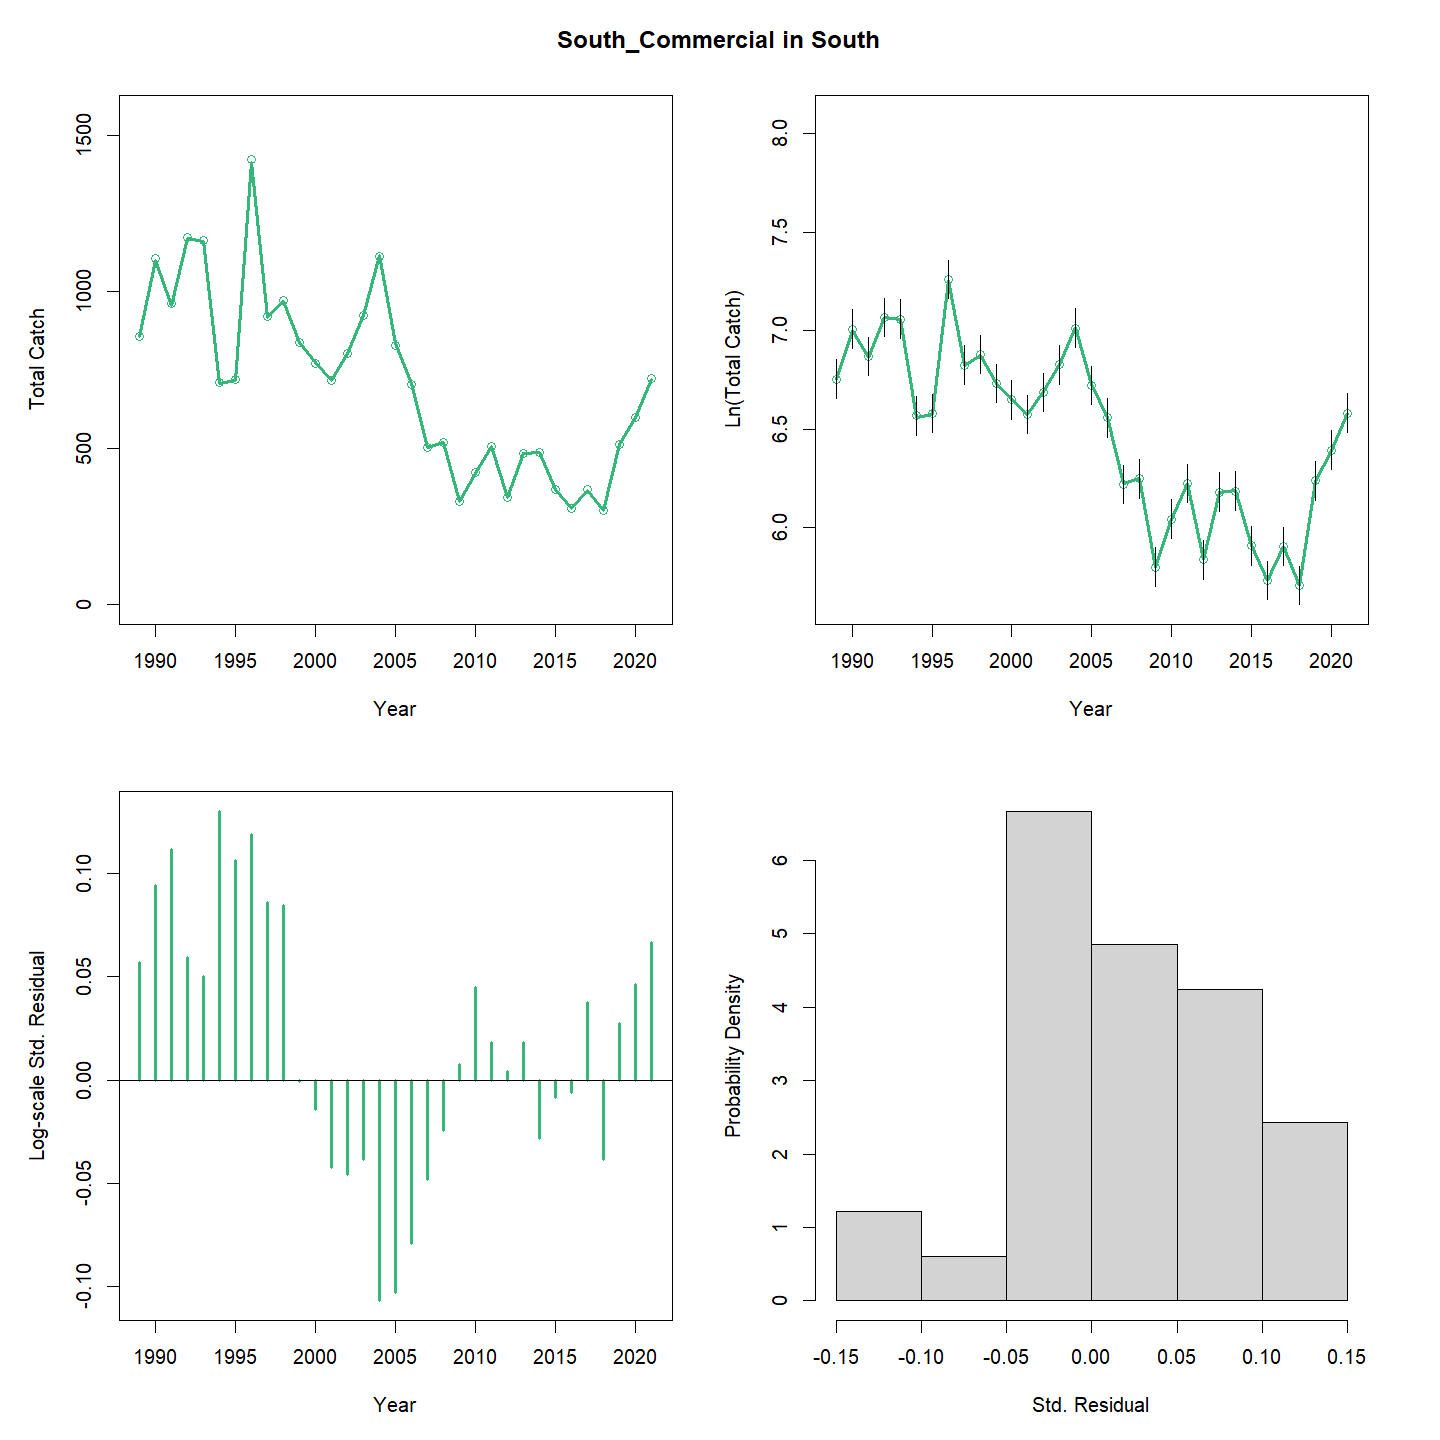 South_Commercial in South
Total Catch
1500
1000
500
0
1990 1995 2000 2005 2010 2015 2020
Year
Ln(Total Catch)
8.0
7.5
7.0
6.5
6.0
1990 1995 2000 2005 2010 2015 2020
Year
Log-scale Std. Residual
0.10
0.05
0.00
-0.05
-0.10
1990 1995 2000 2005 2010 2015 2020
Year
Probability Density
6
5
4
3
2
1
0
-0.15 -0.10 -0.05 0.00 0.05 0.10 0.15
Std. Residual